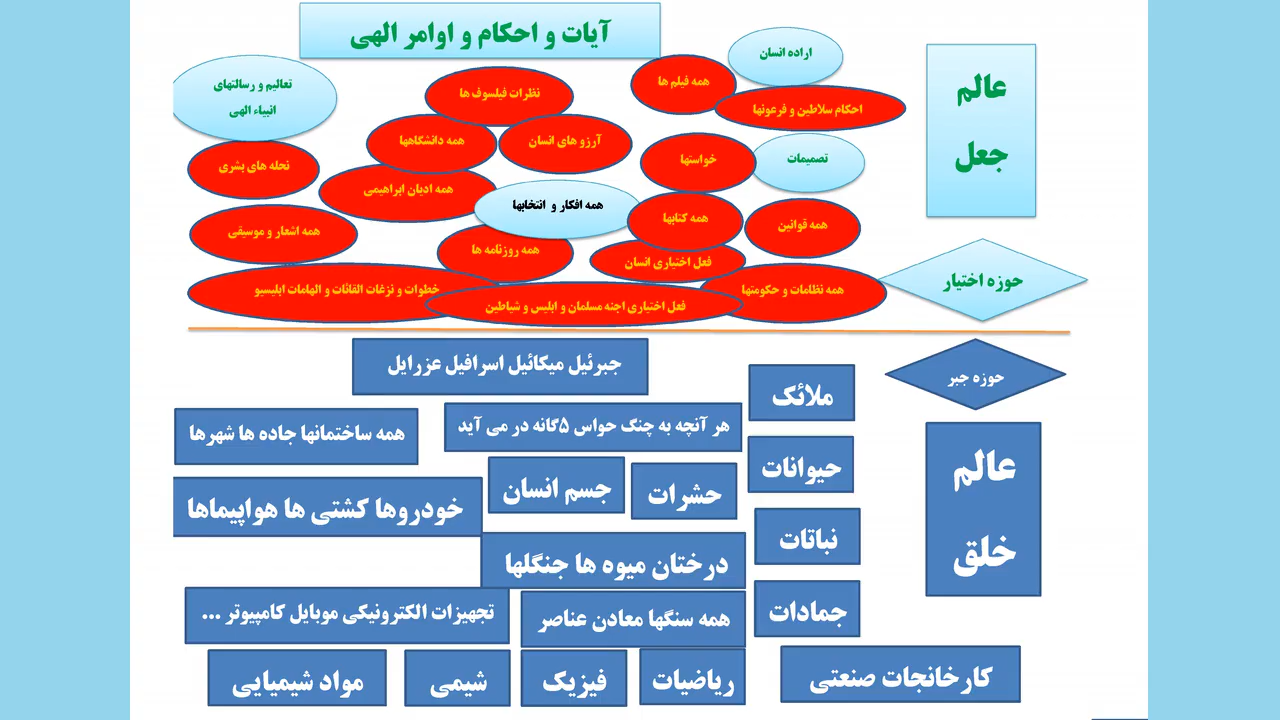 آیات و احکام و اوامر الهی
عالم
جعل
اراده انسان
همه فیلم ها
نظرات فیلسوف ها
تعالیم و رسالتهای
انبیاء الهی
احکام سلاطین و فرعونها
آرزو های انسان
همه دانشگاهها
تصمیمات
خواستها
نحله های بشری
همه ادیان ابراهیمی
همه افکار و انتخابها
همه کتابها
همه قوانین
همه اشعار و موسیقی
همه روزنامه ها
فعل اختیاری انسان
حوزه اختیار
همه نظامات و حکومتها
خطوات و نزغات القائات و الهامات ابلیسیو
فعل اختیاری اجنه مسلمان و ابلیس و شیاطین
حوزه جبر
جبرئیل میکائیل اسرافیل عزرایل
ملائک
هر آنچه به چنگ حواس ۵گانه در می آید
همه ساختمانها جاده ها شهرها
عالم
خلق
حیوانات
حشرات
جسم انسان
خودروها کشتی ها هواپیماها
نباتات
درختان میوه ها جنگلها
جمادات
همه سنگها معادن عناصر
تجهیزات الکترونیکی موبایل کامپیوتر ...
کارخانجات صنعتی
ریاضیات
فیزیک
شیمی
مواد شیمیایی